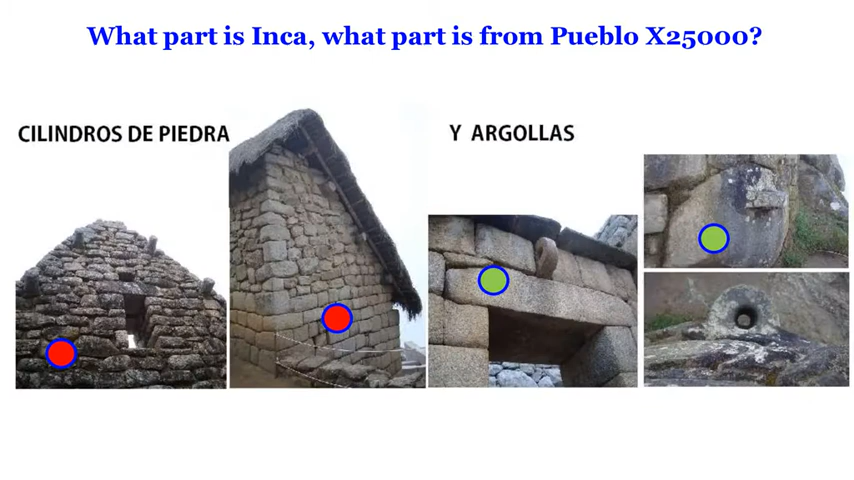 What part is Inca, what part is from Pueblo X25000?
CILINDROS DE PIEDRA
Y ARGOLLAS